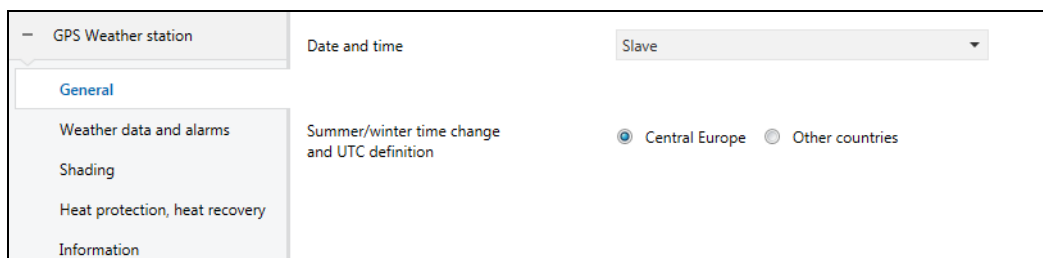 GPS Weather station
General
Weather data and alarms
Shading
Heat protection, heat recovery
Information
Date and time
Slave
Summer/winter time change
and UTC definition
Central Europe
Other countries